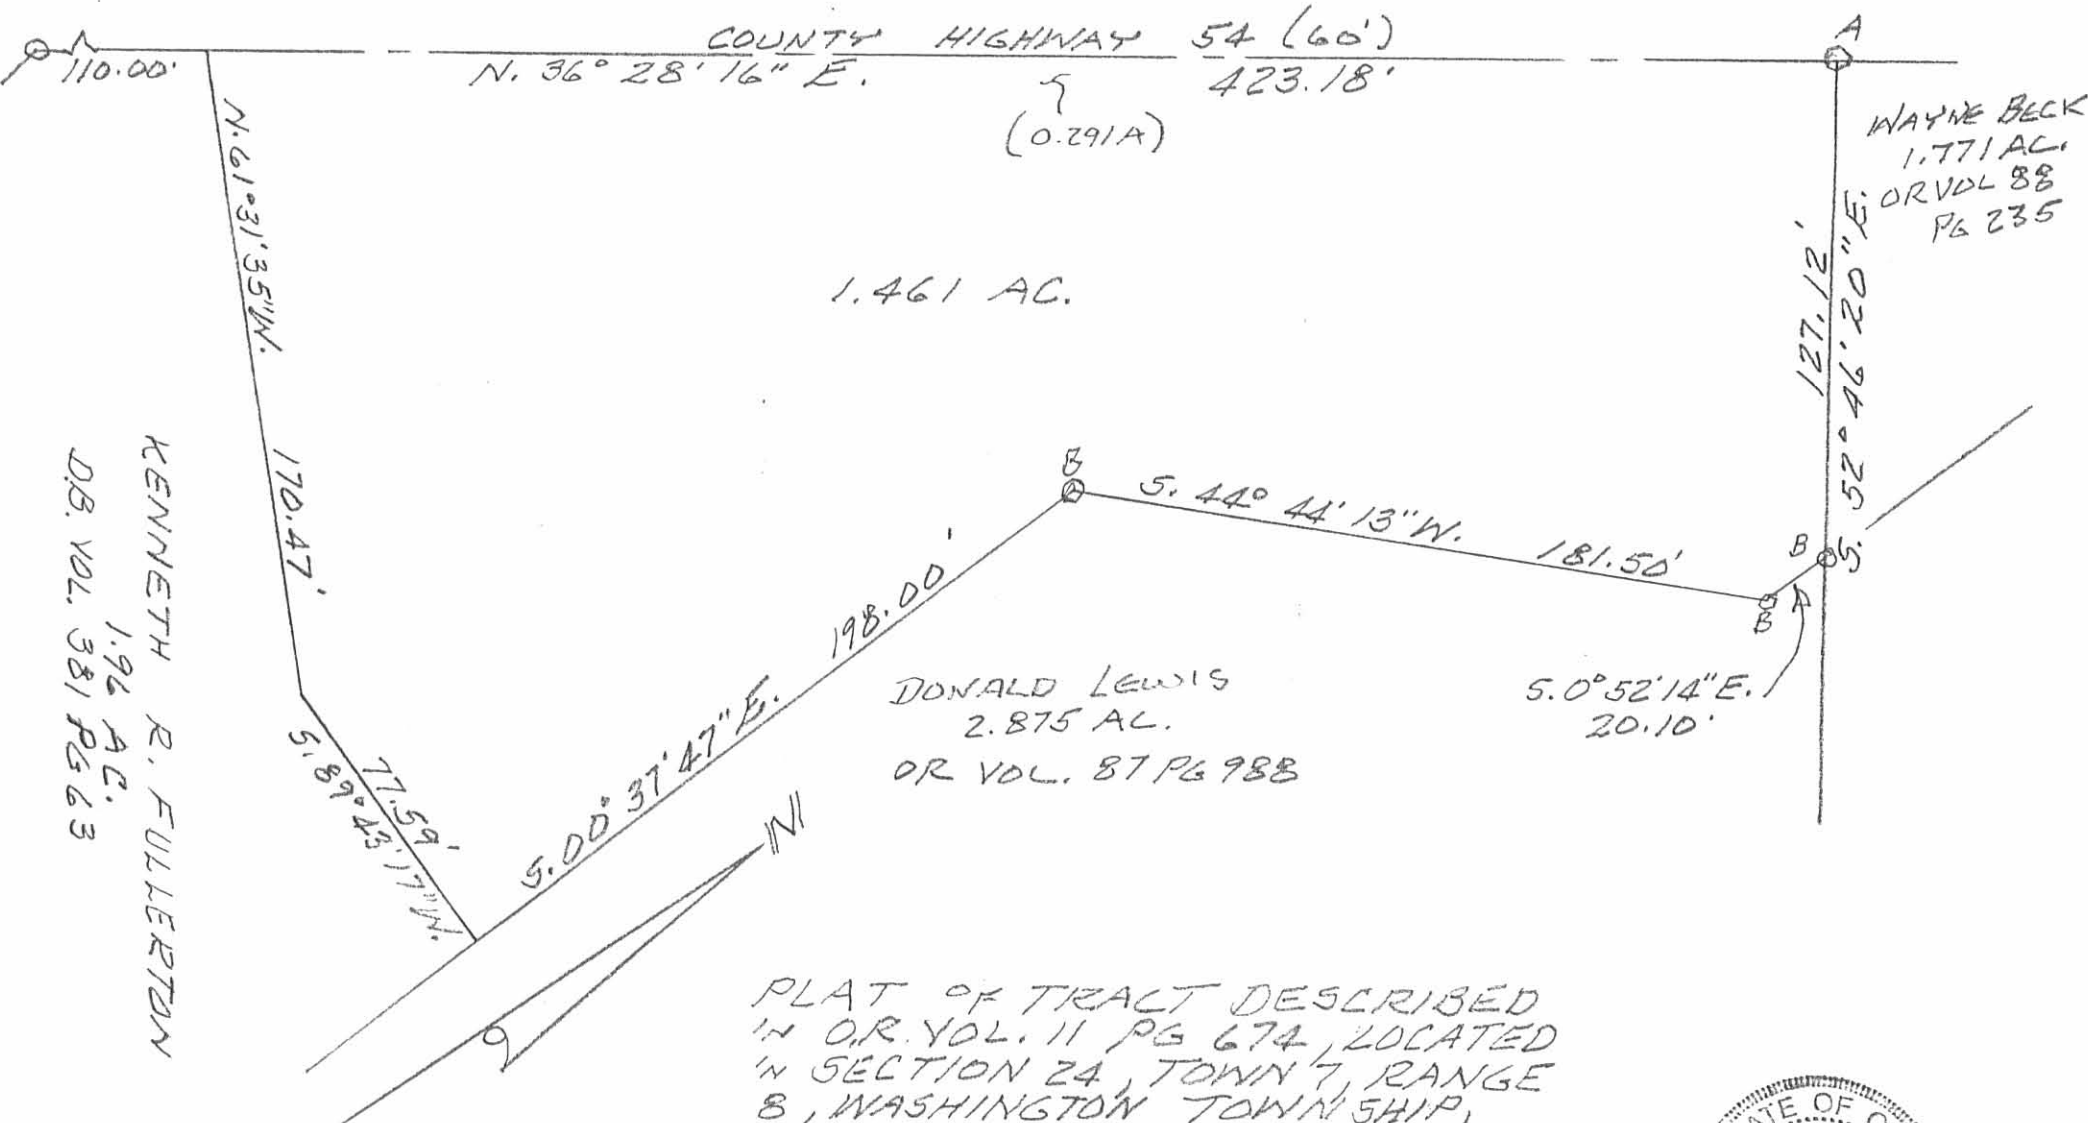 COUNTY HIGHWAY 54 (60')
A
110.00'
N. 36° 28' 16" E.
423.18'
(0.291A)
WAYNE BECK
1.771 AC.
OR VOL 88
PG 235
N. 61° 31' 35" W.
170.47'
1.461 AC.
127.12'
S. 52° 46' 20" E.
B
S. 44° 44' 13" W.
181.50'
B
B
S. 0° 52' 14" E.
20.10'
198.00'
S. 00° 37' 47" E.
DONALD LEWIS
2.875 AC.
OR VOL. 87 PG 988
KENNETH R. FULLERTON
1.96 AC.
D.B. VOL. 381 PG 63
77.59'
S. 89° 43' 17" W.
N
PLAT OF TRACT DESCRIBED
IN O.R. VOL. 11 PG 674, LOCATED
IN SECTION 24, TOWN 7, RANGE
8, WASHINGTON TOWNSHIP,
ATE OF O